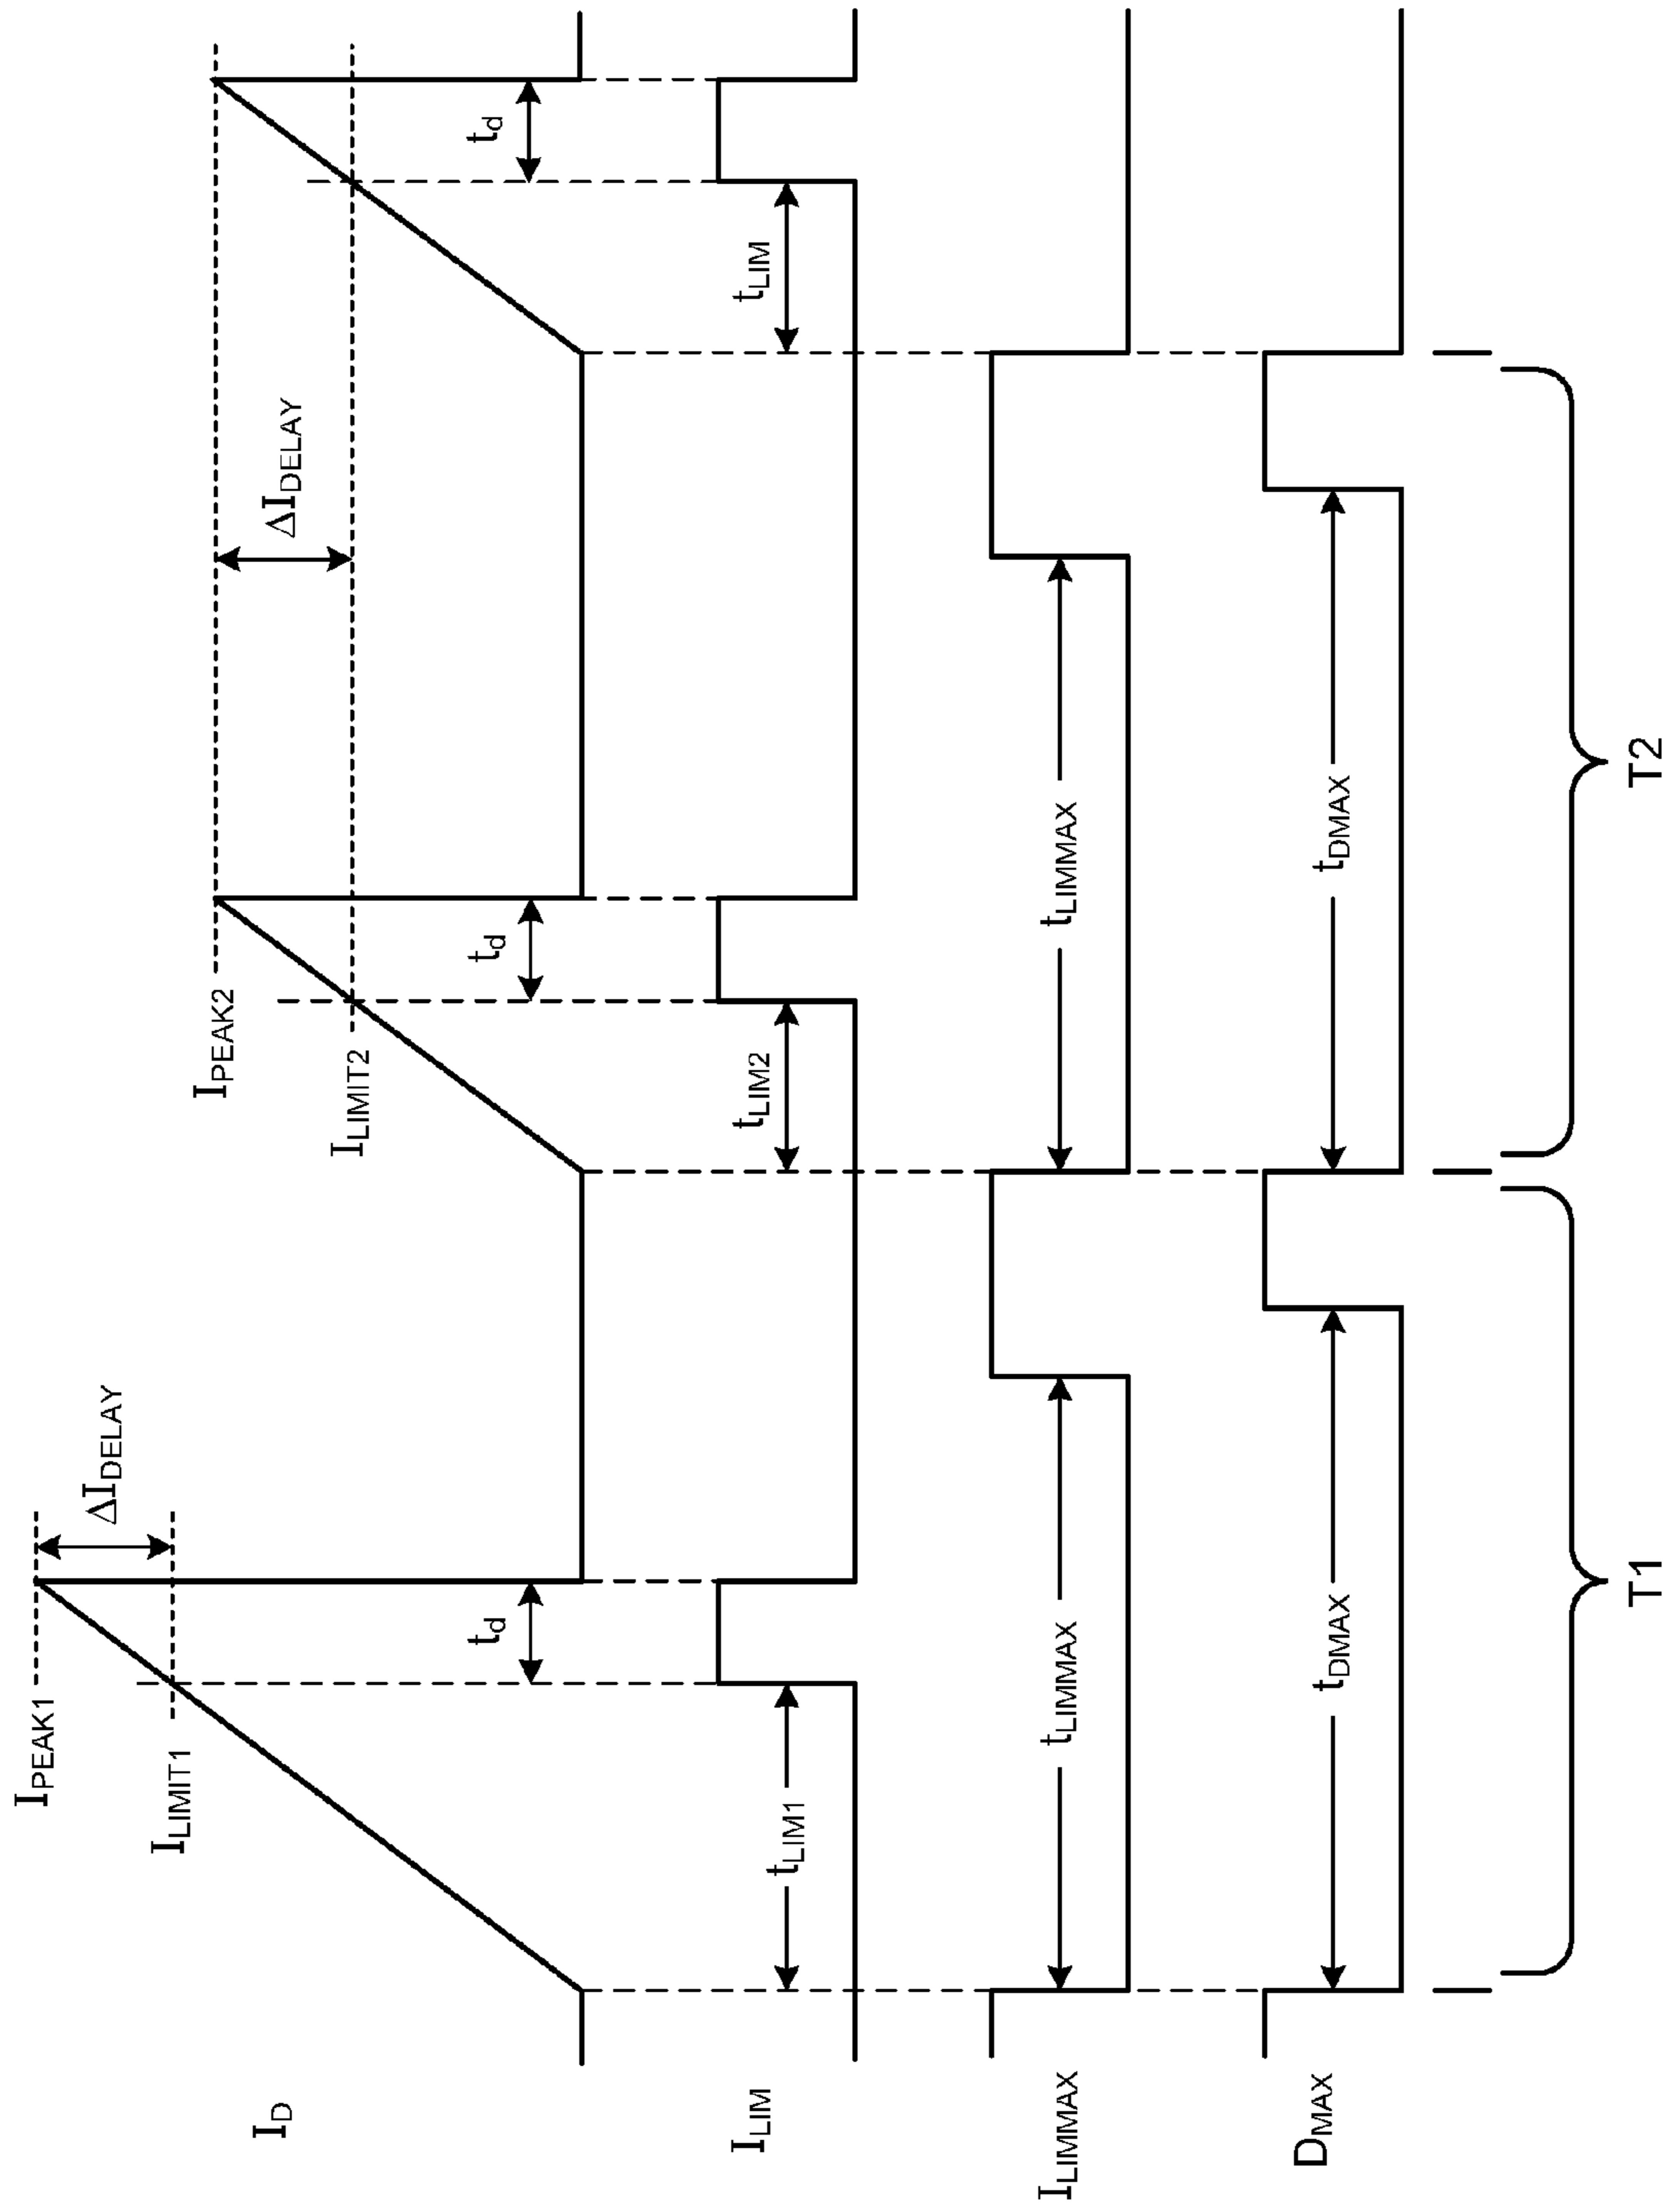 I_D
I_PEAK1
I_LIMIT1
ΔI_DELAY
t_d
I_PEAK2
I_LIMIT2
t_d
ΔI_DELAY
t_d
I_LIM
t_LIM1
t_LIM2
t_LIM
I_LIMMAX
t_LIMMAX
t_LIMMAX
D_MAX
t_DMAX
t_DMAX
T1
T2